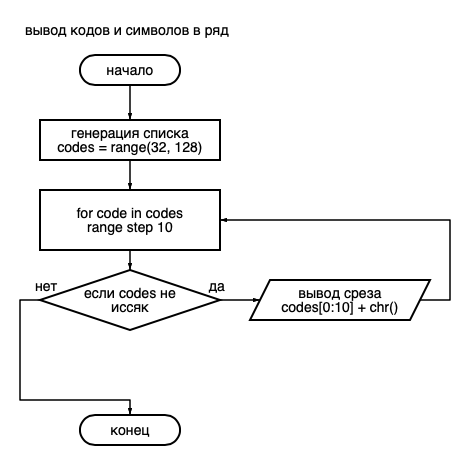 вывод кодов и символов в ряд
начало
генерация списка
codes = range(32, 128)
for code in codes
range step 10
нет
если codes не
иссяк
да
вывод среза
codes[0:10] + chr()
конец